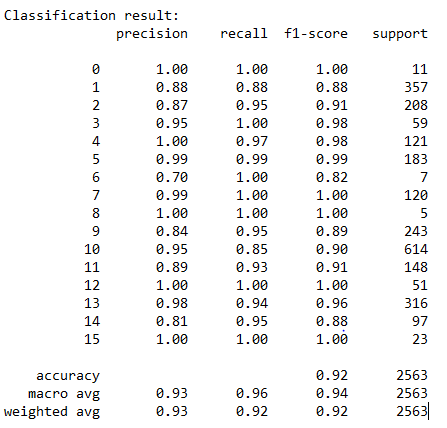 Classification result:
precision recall f1-score support
0 1.00 1.00 1.00 11
1 0.88 0.88 0.88 357
2 0.87 0.95 0.91 208
3 0.95 1.00 0.98 59
4 1.00 0.97 0.98 121
5 0.99 0.99 0.99 183
6 0.70 1.00 0.82 7
7 0.99 1.00 1.00 120
8 1.00 1.00 1.00 5
9 0.84 0.95 0.89 243
10 0.95 0.85 0.90 614
11 0.89 0.93 0.91 148
12 1.00 1.00 1.00 51
13 0.98 0.94 0.96 316
14 0.81 0.95 0.88 97
15 1.00 1.00 1.00 23
accuracy 0.92 2563
macro avg 0.93 0.96 0.94 2563
weighted avg 0.93 0.92 0.92 2563